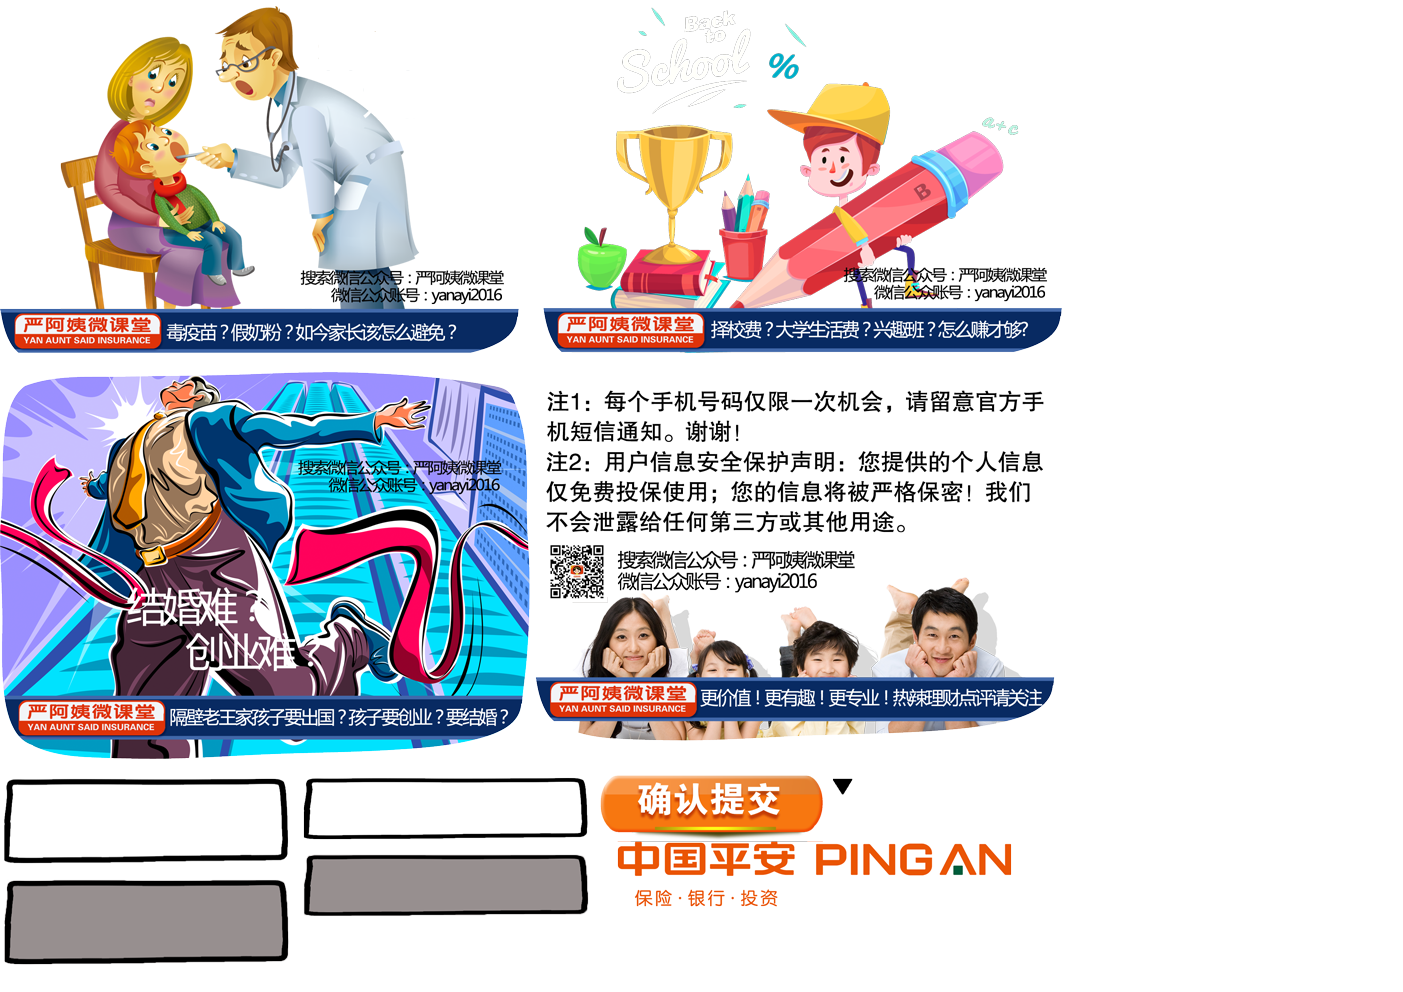 搜索微信公众号：严阿姨微课堂
微信公众账号：yanayi2016
严阿姨微课堂
YAN AUNT SAID INSURANCE
毒疫苗？假奶粉？如今家长该怎么避免？
Back
to
School
%
a+c
B
搜索微信公众号：严阿姨微课堂
微信公众账号：yanayi2016
严阿姨微课堂
YAN AUNT SAID INSURANCE
择校费？大学生活费？兴趣班？怎么赚才够？
搜索微信公众号：严阿姨微课堂
微信公众账号：yanayi2016
结婚难？
创业难？
严阿姨微课堂
YAN AUNT SAID INSURANCE
隔壁老王家孩子要出国？孩子要创业？要结婚？
注1：每个手机号码仅限一次机会，请留意官方手
机短信通知。谢谢！
注2：用户信息安全保护声明：您提供的个人信息
仅免费投保使用；您的信息将被严格保密！我们
不会泄露给任何第三方或其他用途。
搜索微信公众号：严阿姨微课堂
微信公众账号：yanayi2016
严阿姨微课堂
YAN AUNT SAID INSURANCE
更价值！更有趣！更专业！热辣理财点评请关注
确认提交
中国平安 PING AN
保险·银行·投资